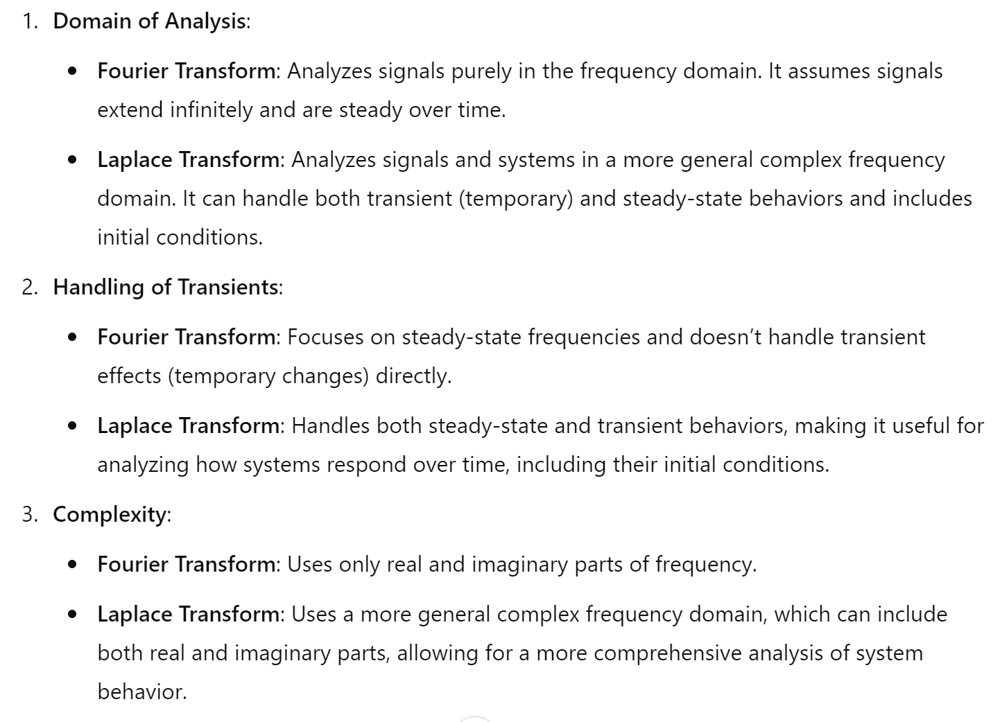 1. Domain of Analysis:
• Fourier Transform: Analyzes signals purely in the frequency domain. It assumes signals
extend infinitely and are steady over time.
• Laplace Transform: Analyzes signals and systems in a more general complex frequency
domain. It can handle both transient (temporary) and steady-state behaviors and includes
initial conditions.
2. Handling of Transients:
• Fourier Transform: Focuses on steady-state frequencies and doesn’t handle transient
effects (temporary changes) directly.
• Laplace Transform: Handles both steady-state and transient behaviors, making it useful for
analyzing how systems respond over time, including their initial conditions.
3. Complexity:
• Fourier Transform: Uses only real and imaginary parts of frequency.
• Laplace Transform: Uses a more general complex frequency domain, which can include
both real and imaginary parts, allowing for a more comprehensive analysis of system
behavior.